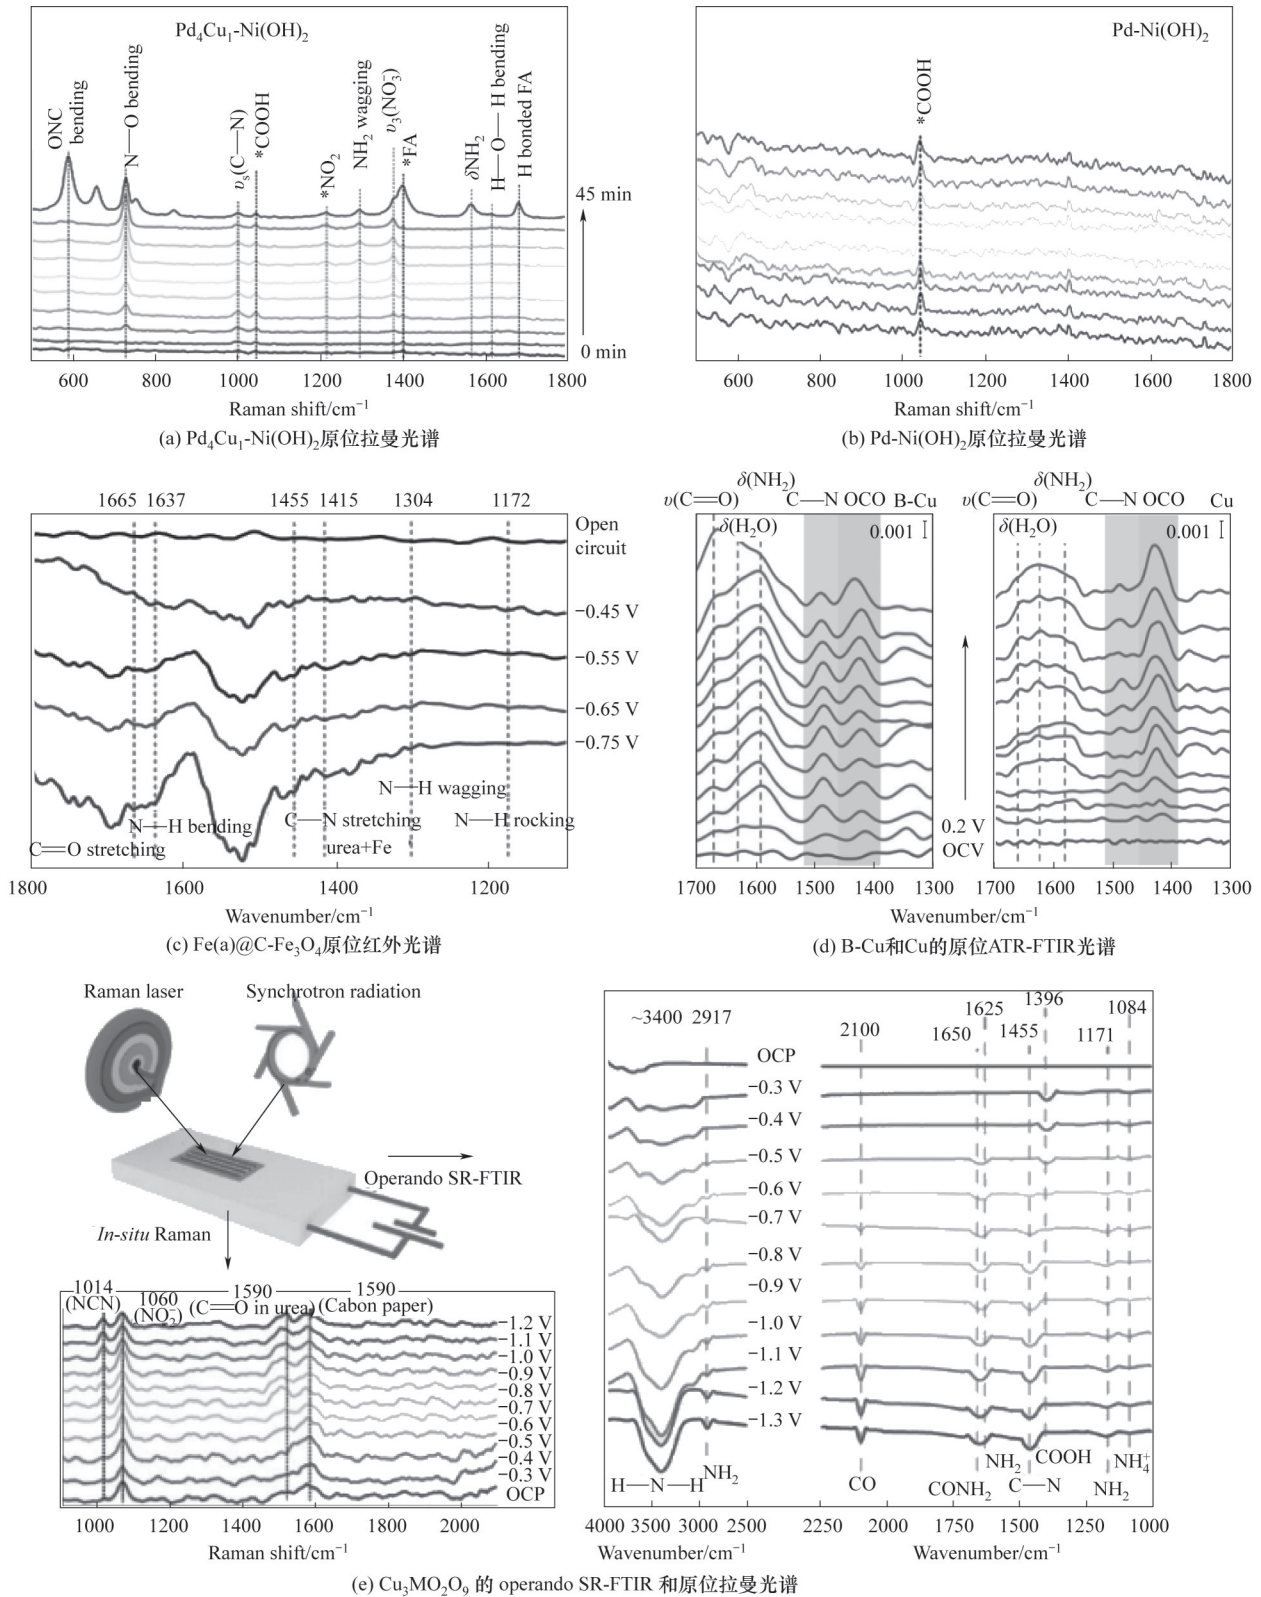 Pd4Cu1-Ni(OH)2
ONC
bending
N—O bending
υs(C—N)
*COOH
*NO2
NH2 wagging
υ3(NO3−)
*FA
δNH2
H—O—H bending
H bonded FA
45 min
0 min
600 800 1000 1200 1400 1600 1800
Raman shift/cm−1
(a) Pd4Cu1-Ni(OH)2原位拉曼光谱
Pd-Ni(OH)2
*COOH
600 800 1000 1200 1400 1600 1800
Raman shift/cm−1
(b) Pd-Ni(OH)2原位拉曼光谱
1665 1637 1455 1415 1304 1172
Open
circuit
−0.45 V
−0.55 V
−0.65 V
−0.75 V
N—H wagging
N—H bending
C—N stretching
N—H rocking
C=O stretching
urea+Fe
1800 1600 1400 1200
Wavenumber/cm−1
(c) Fe(a)@C-Fe3O4原位红外光谱
δ(NH2)
υ(C=O) C—N OCO B-Cu
δ(H2O)
0.001
δ(NH2)
υ(C=O) C—N OCO Cu
δ(H2O)
0.001
0.2 V
OCV
1700 1600 1500 1400 1300
1700 1600 1500 1400 1300
Wavenumber/cm−1
(d) B-Cu和Cu的原位ATR-FTIR光谱
Raman laser
Synchrotron radiation
Operando SR-FTIR
In-situ Raman
1014
(NCN)
1060
(NO2−)
1590
(C=O in urea)
1590
(Cabon paper)
−1.2 V
−1.1 V
−1.0 V
−0.9 V
−0.8 V
−0.7 V
−0.6 V
−0.5 V
−0.4 V
−0.3 V
OCP
1000 1200 1400 1600 1800 2000
Raman shift/cm−1
~3400 2917
2100
1650
1625
1455
1396
1171
1084
OCP
−0.3 V
−0.4 V
−0.5 V
−0.6 V
−0.7 V
−0.8 V
−0.9 V
−1.0 V
−1.1 V
−1.2 V
−1.3 V
H—N—H
NH2
CO
CONH2
NH2
C—N
COOH
NH2
NH4+
4000 3500 3000 2500
2250 2000 1750 1500 1250 1000
Wavenumber/cm−1
Wavenumber/cm−1
(e) Cu3MO2O9 的 operando SR-FTIR 和原位拉曼光谱